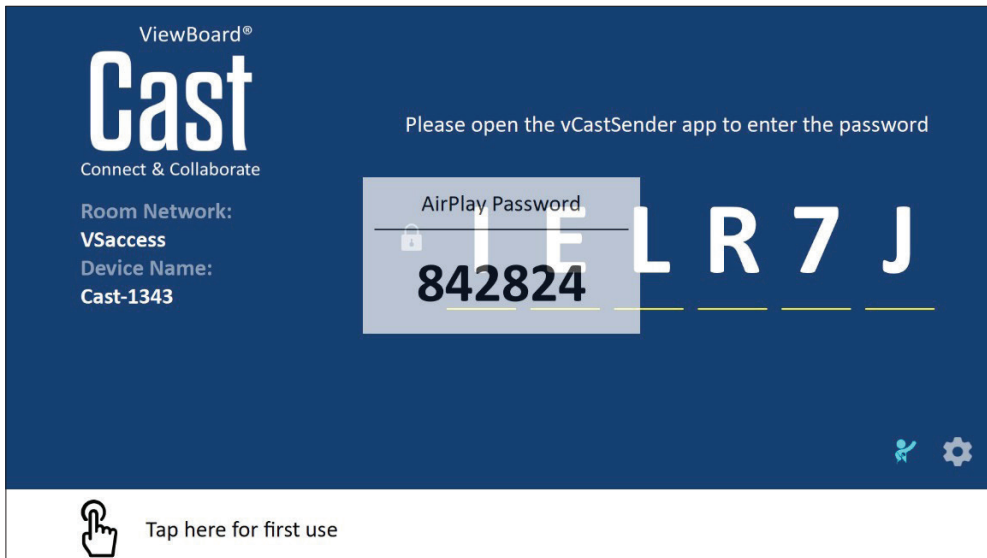 ViewBoard®
Cast
Connect & Collaborate
Room Network:
VSaccess
Device Name:
Cast-1343
Please open the vCastSender app to enter the password
AirPlay Password
842824
I E L R 7 J
Tap here for first use